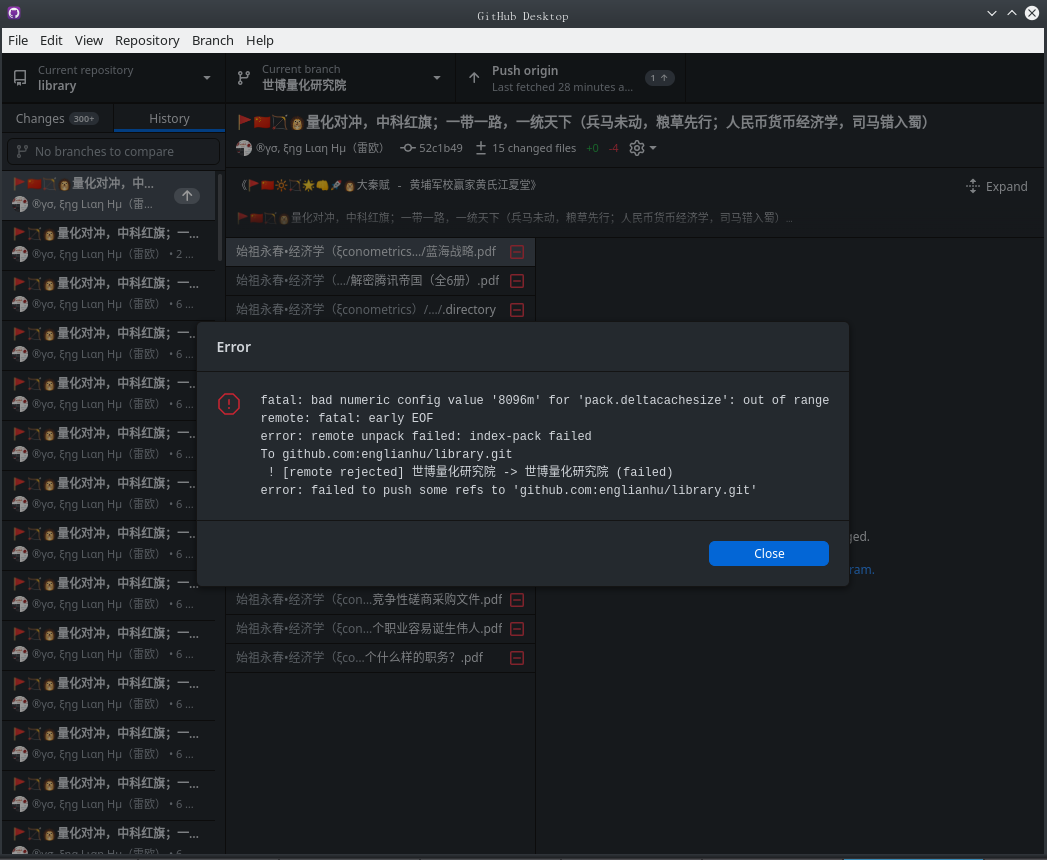 GitHub Desktop
File Edit View Repository Branch Help
Current repository
library
Current branch
世博量化研究院
Push origin
Last fetched 28 minutes a...
1
Changes 300+
History
No branches to compare
🚩🇨🇳🏹👸量化对冲，中科红旗；一带一路，一统天下（兵马未动，粮草先行；人民币货币经济学，司马错入蜀）
®γσ, ξηg Lιαη Hμ（雷欧） 52c1b49 15 changed files +0 -4
大秦赋 - 黄埔军校赢家黄氏江夏堂》
🚩🇨🇳🏹👸量化对冲，中科红旗；一带一路，一统天下（兵马未动，粮草先行；人民币货币经济学，司马错入蜀）...
Expand
量化对冲，中...
®γσ, ξηg Lιαη Hμ（雷...
量化对冲，中科红旗；一...
®γσ, ξηg Lιαη Hμ（雷欧） • 2 ...
量化对冲，中科红旗；一...
®γσ, ξηg Lιαη Hμ（雷欧） • 6 ...
量化对冲，中科红旗；一...
®γσ, ξηg Lιαη Hμ（雷欧） • 6 ...
量化对冲，中科红旗；一...
®γσ, ξηg Lιαη Hμ（雷欧） • 6 ...
量化对冲，中科红旗；一...
®γσ, ξηg Lιαη Hμ（雷欧） • 6 ...
量化对冲，中科红旗；一...
®γσ, ξηg Lιαη Hμ（雷欧） • 6 ...
量化对冲，中科红旗；一...
®γσ, ξηg Lιαη Hμ（雷欧） • 6 ...
量化对冲，中科红旗；一...
®γσ, ξηg Lιαη Hμ（雷欧） • 6 ...
量化对冲，中科红旗；一...
®γσ, ξηg Lιαη Hμ（雷欧） • 6 ...
量化对冲，中科红旗；一...
®γσ, ξηg Lιαη Hμ（雷欧） • 6 ...
量化对冲，中科红旗；一...
®γσ, ξηg Lιαη Hμ（雷欧） • 6 ...
量化对冲，中科红旗；一...
®γσ, ξηg Lιαη Hμ（雷欧） • 6 ...
量化对冲，中科红旗；一...
®γσ, ξηg Lιαη Hμ（雷欧） • 6 ...
始祖永春•经济学（ξconometrics.../蓝海战略.pdf
始祖永春•经济学（.../解密腾讯帝国（全6册）.pdf
始祖永春•经济学（ξconometrics）/.../.directory
Error
fatal: bad numeric config value '8096m' for 'pack.deltacachesize': out of range
remote: fatal: early EOF
error: remote unpack failed: index-pack failed
To github.com:englianhu/library.git
! [remote rejected] 世博量化研究院 -> 世博量化研究院 (failed)
error: failed to push some refs to 'github.com:englianhu/library.git'
Close
ged.
ram.
始祖永春•经济学（ξcon...竞争性磋商采购文件.pdf
始祖永春•经济学（ξcon...个职业容易诞生伟人.pdf
始祖永春•经济学（ξco...个什么样的职务？.pdf